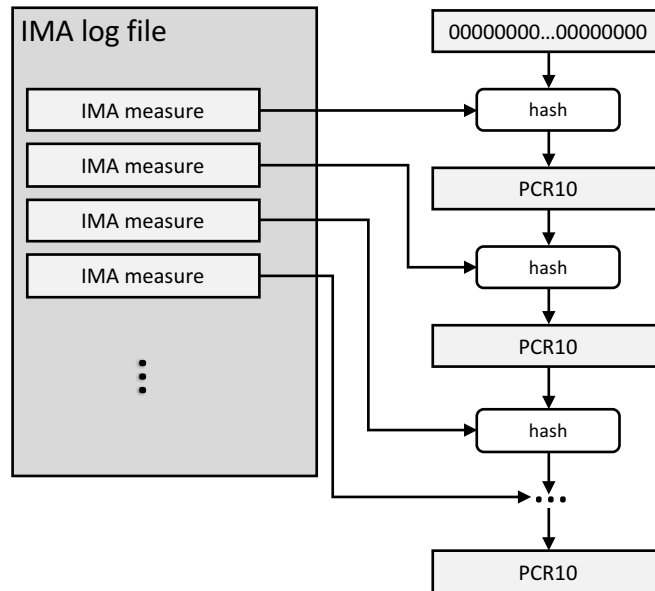 IMA log file
IMA measure
IMA measure
IMA measure
IMA measure
00000000...00000000
hash
PCR10
hash
PCR10
hash
PCR10